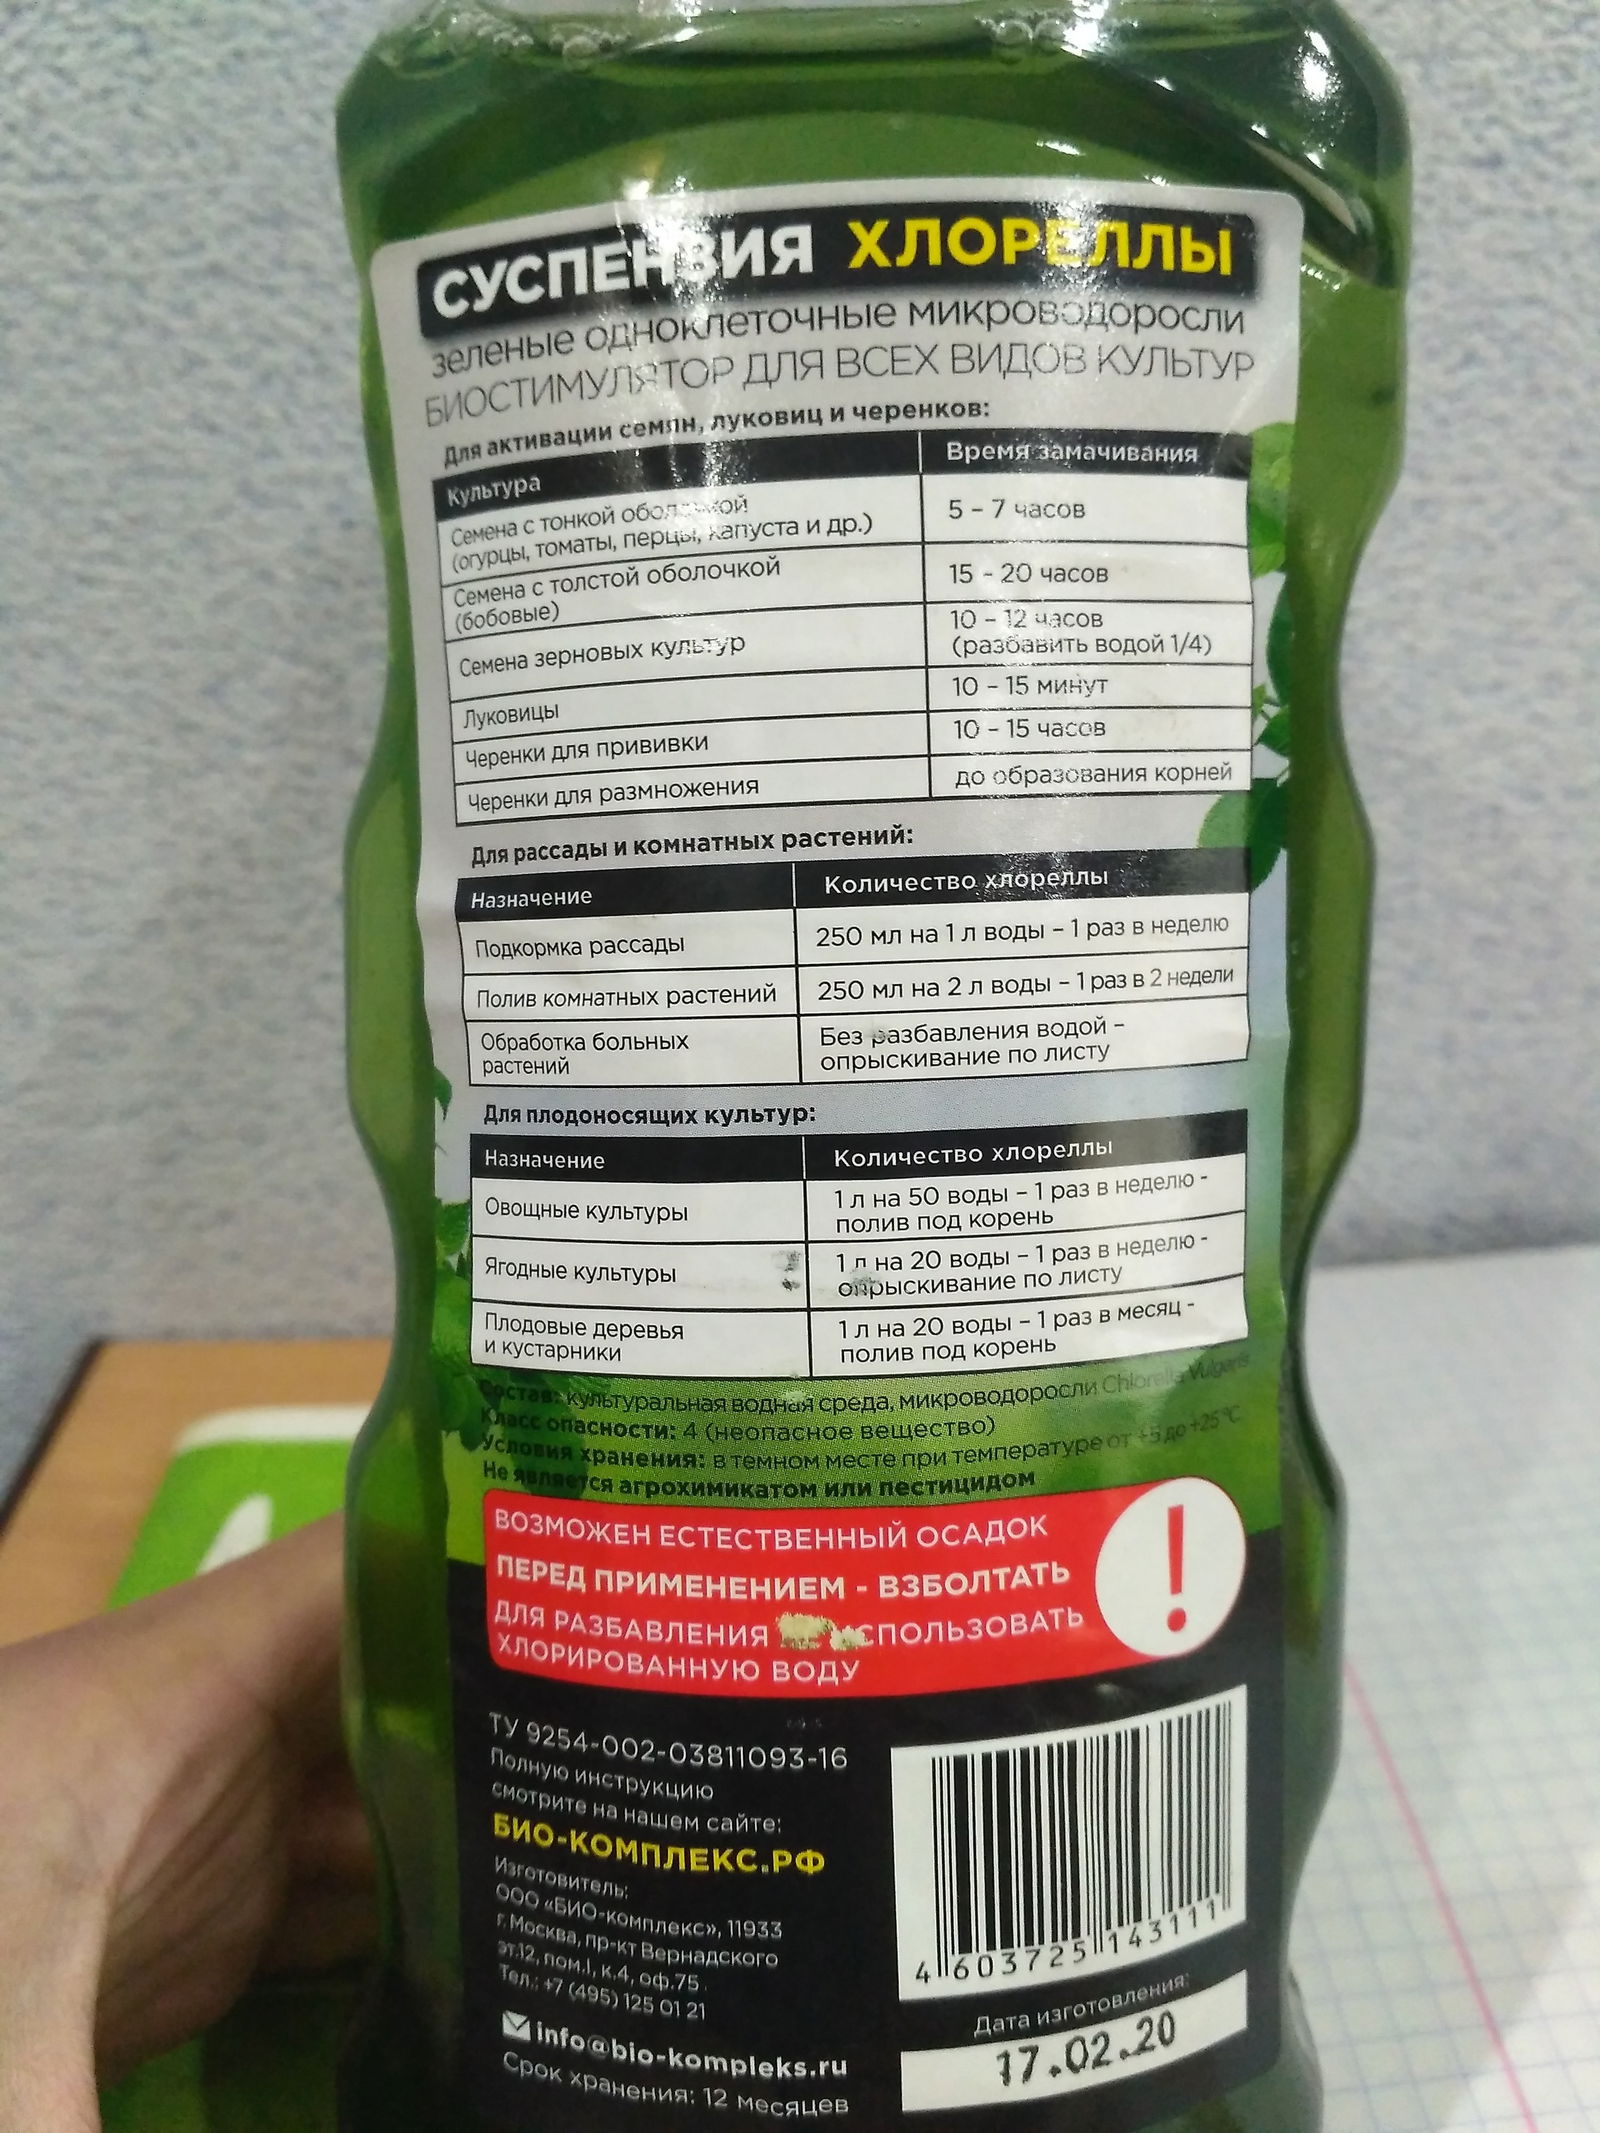 СУСПЕНЗИЯ ХЛОРЕЛЛЫ
зеленые одноклеточные микроводоросли
БИОСТИМУЛЯТОР ДЛЯ ВСЕХ ВИДОВ КУЛЬТУР
Для активации семян, луковиц и черенков:
Культура
Время замачивания
Семена с тонкой оболочкой
(огурцы, томаты, перцы, капуста и др.)
5 – 7 часов
Семена с толстой оболочкой
(бобовые)
15 - 20 часов
Семена зерновых культур
10 – 12 часов
(разбавить водой 1/4)
Луковицы
10 – 15 минут
Черенки для прививки
10 – 15 часов
Черенки для размножения
до образования корней
Для рассады и комнатных растений:
Назначение
Количество хлореллы
Подкормка рассады
250 мл на 1 л воды – 1 раз в неделю
Полив комнатных растений
250 мл на 2 л воды – 1 раз в 2 недели
Обработка больных
растений
Без разбавления водой –
опрыскивание по листу
Для плодоносящих культур:
Назначение
Количество хлореллы
Овощные культуры
1 л на 50 воды – 1 раз в неделю -
полив под корень
Ягодные культуры
1 л на 20 воды – 1 раз в неделю -
опрыскивание по листу
Плодовые деревья
и кустарники
1 л на 20 воды – 1 раз в месяц -
полив под корень
Состав: культуральная водная среда, микроводоросли Chlorella Vulgaris
Класс опасности: 4 (неопасное вещество)
Условия хранения: в темном месте при температуре от +5 до +25 °C
Не является агрохимикатом или пестицидом
ВОЗМОЖЕН ЕСТЕСТВЕННЫЙ ОСАДОК
ПЕРЕД ПРИМЕНЕНИЕМ - ВЗБОЛТАТЬ
ДЛЯ РАЗБАВЛЕНИЯ ИСПОЛЬЗОВАТЬ
ХЛОРИРОВАННУЮ ВОДУ
!
ТУ 9254-002-03811093-16
Полную инструкцию
смотрите на нашем сайте:
БИО-КОМПЛЕКС.РФ
Изготовитель:
ООО «БИО-комплекс», 11933
г. Москва, пр-кт Вернадского
эт.12, пом.I, к.4, оф.75.
Тел.: +7 (495) 125 01 21
info@bio-kompleks.ru
Срок хранения: 12 месяцев
4 603725 143111
Дата изготовления:
17.02.20